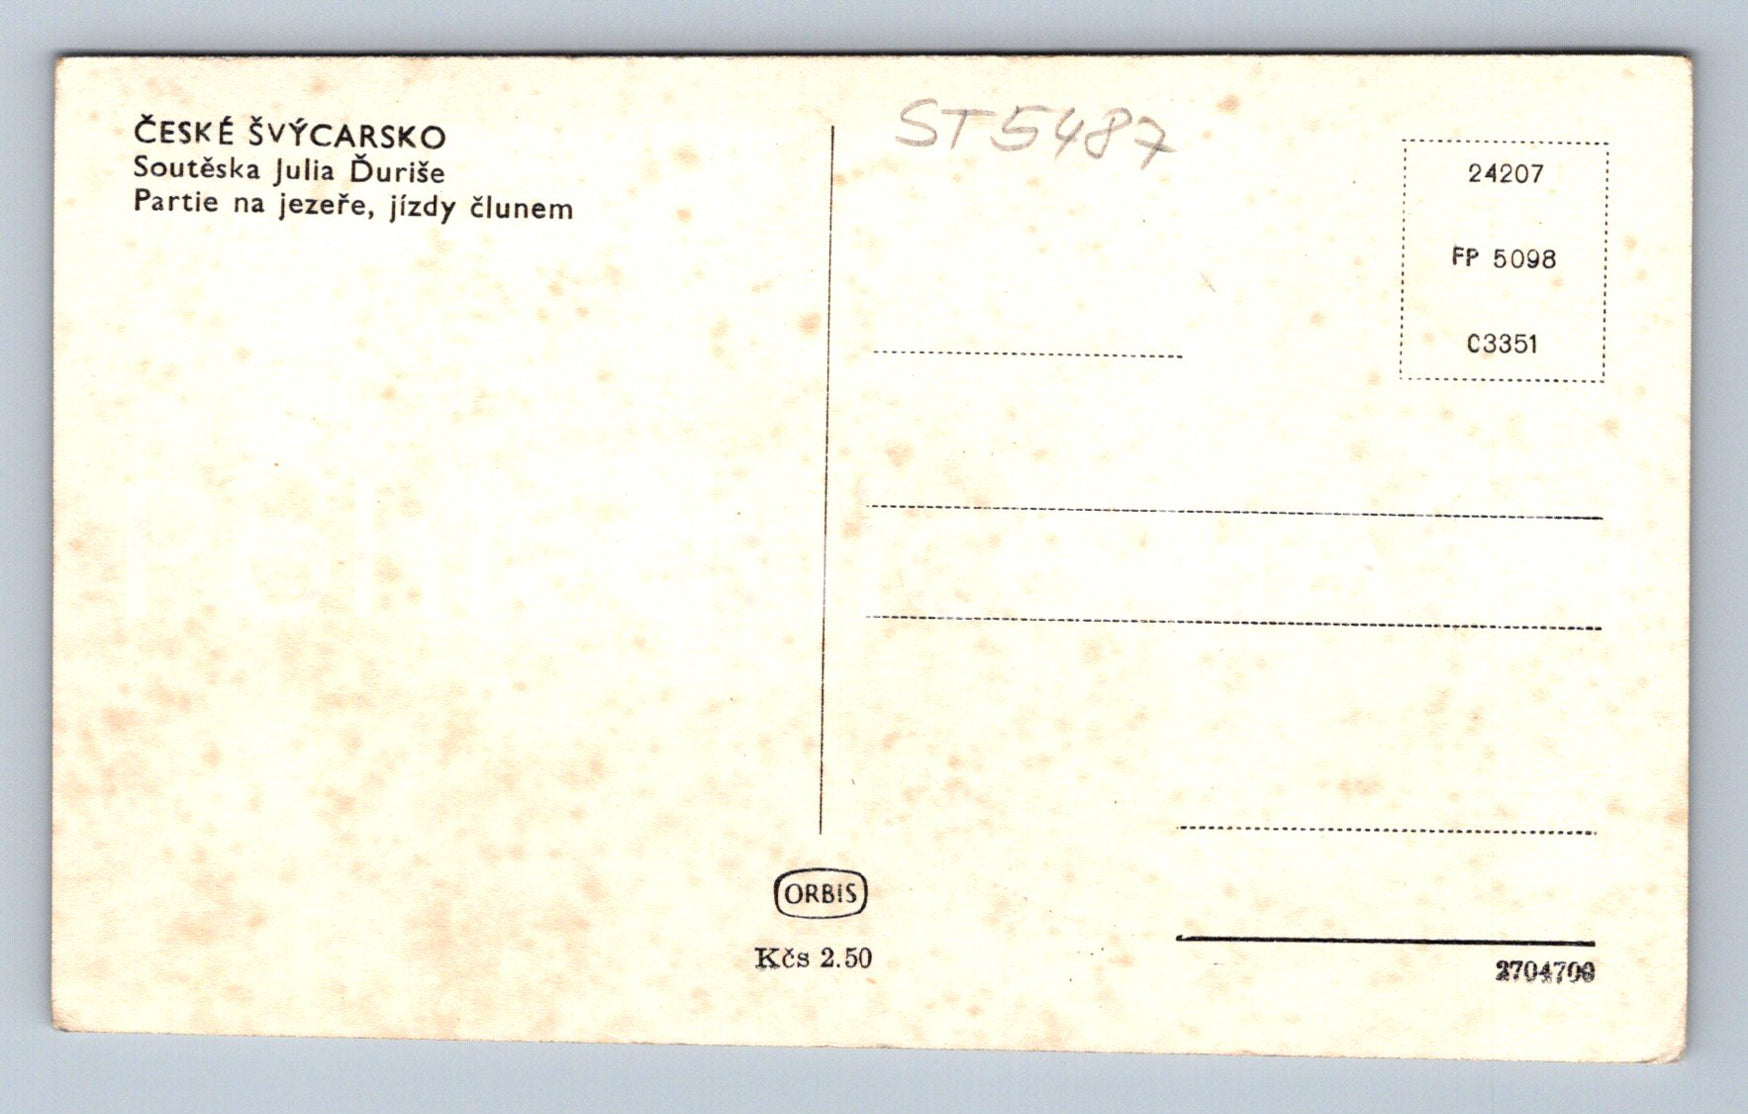 ČESKÉ ŠVÝCARSKO
Soutěska Julia Ďuriše
Partie na jezeře, jízdy člunem
ST5487
24207
FP 5098
C3351
ORBIS
Kčs 2.50